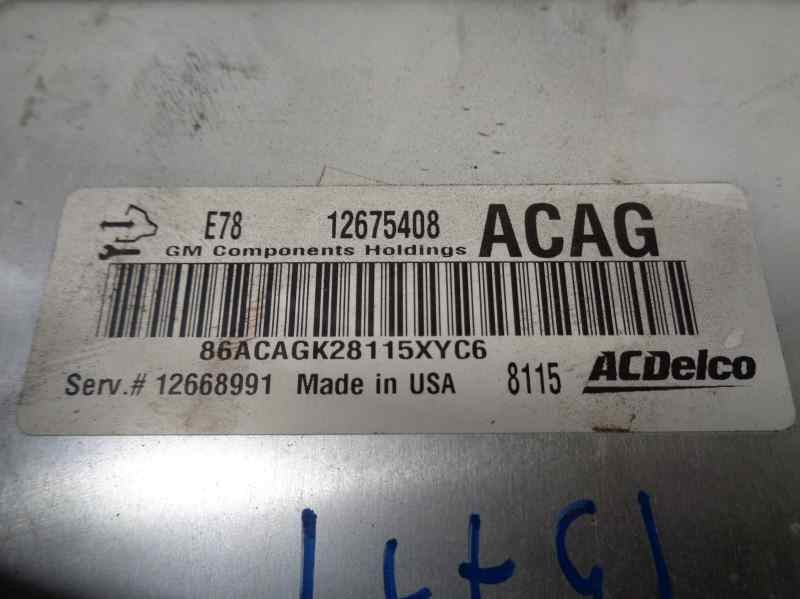 E78 12675408 ACAG
GM Components Holdings
86ACAGK28115XYC6
Serv.# 12668991 Made in USA 8115 ACDelco